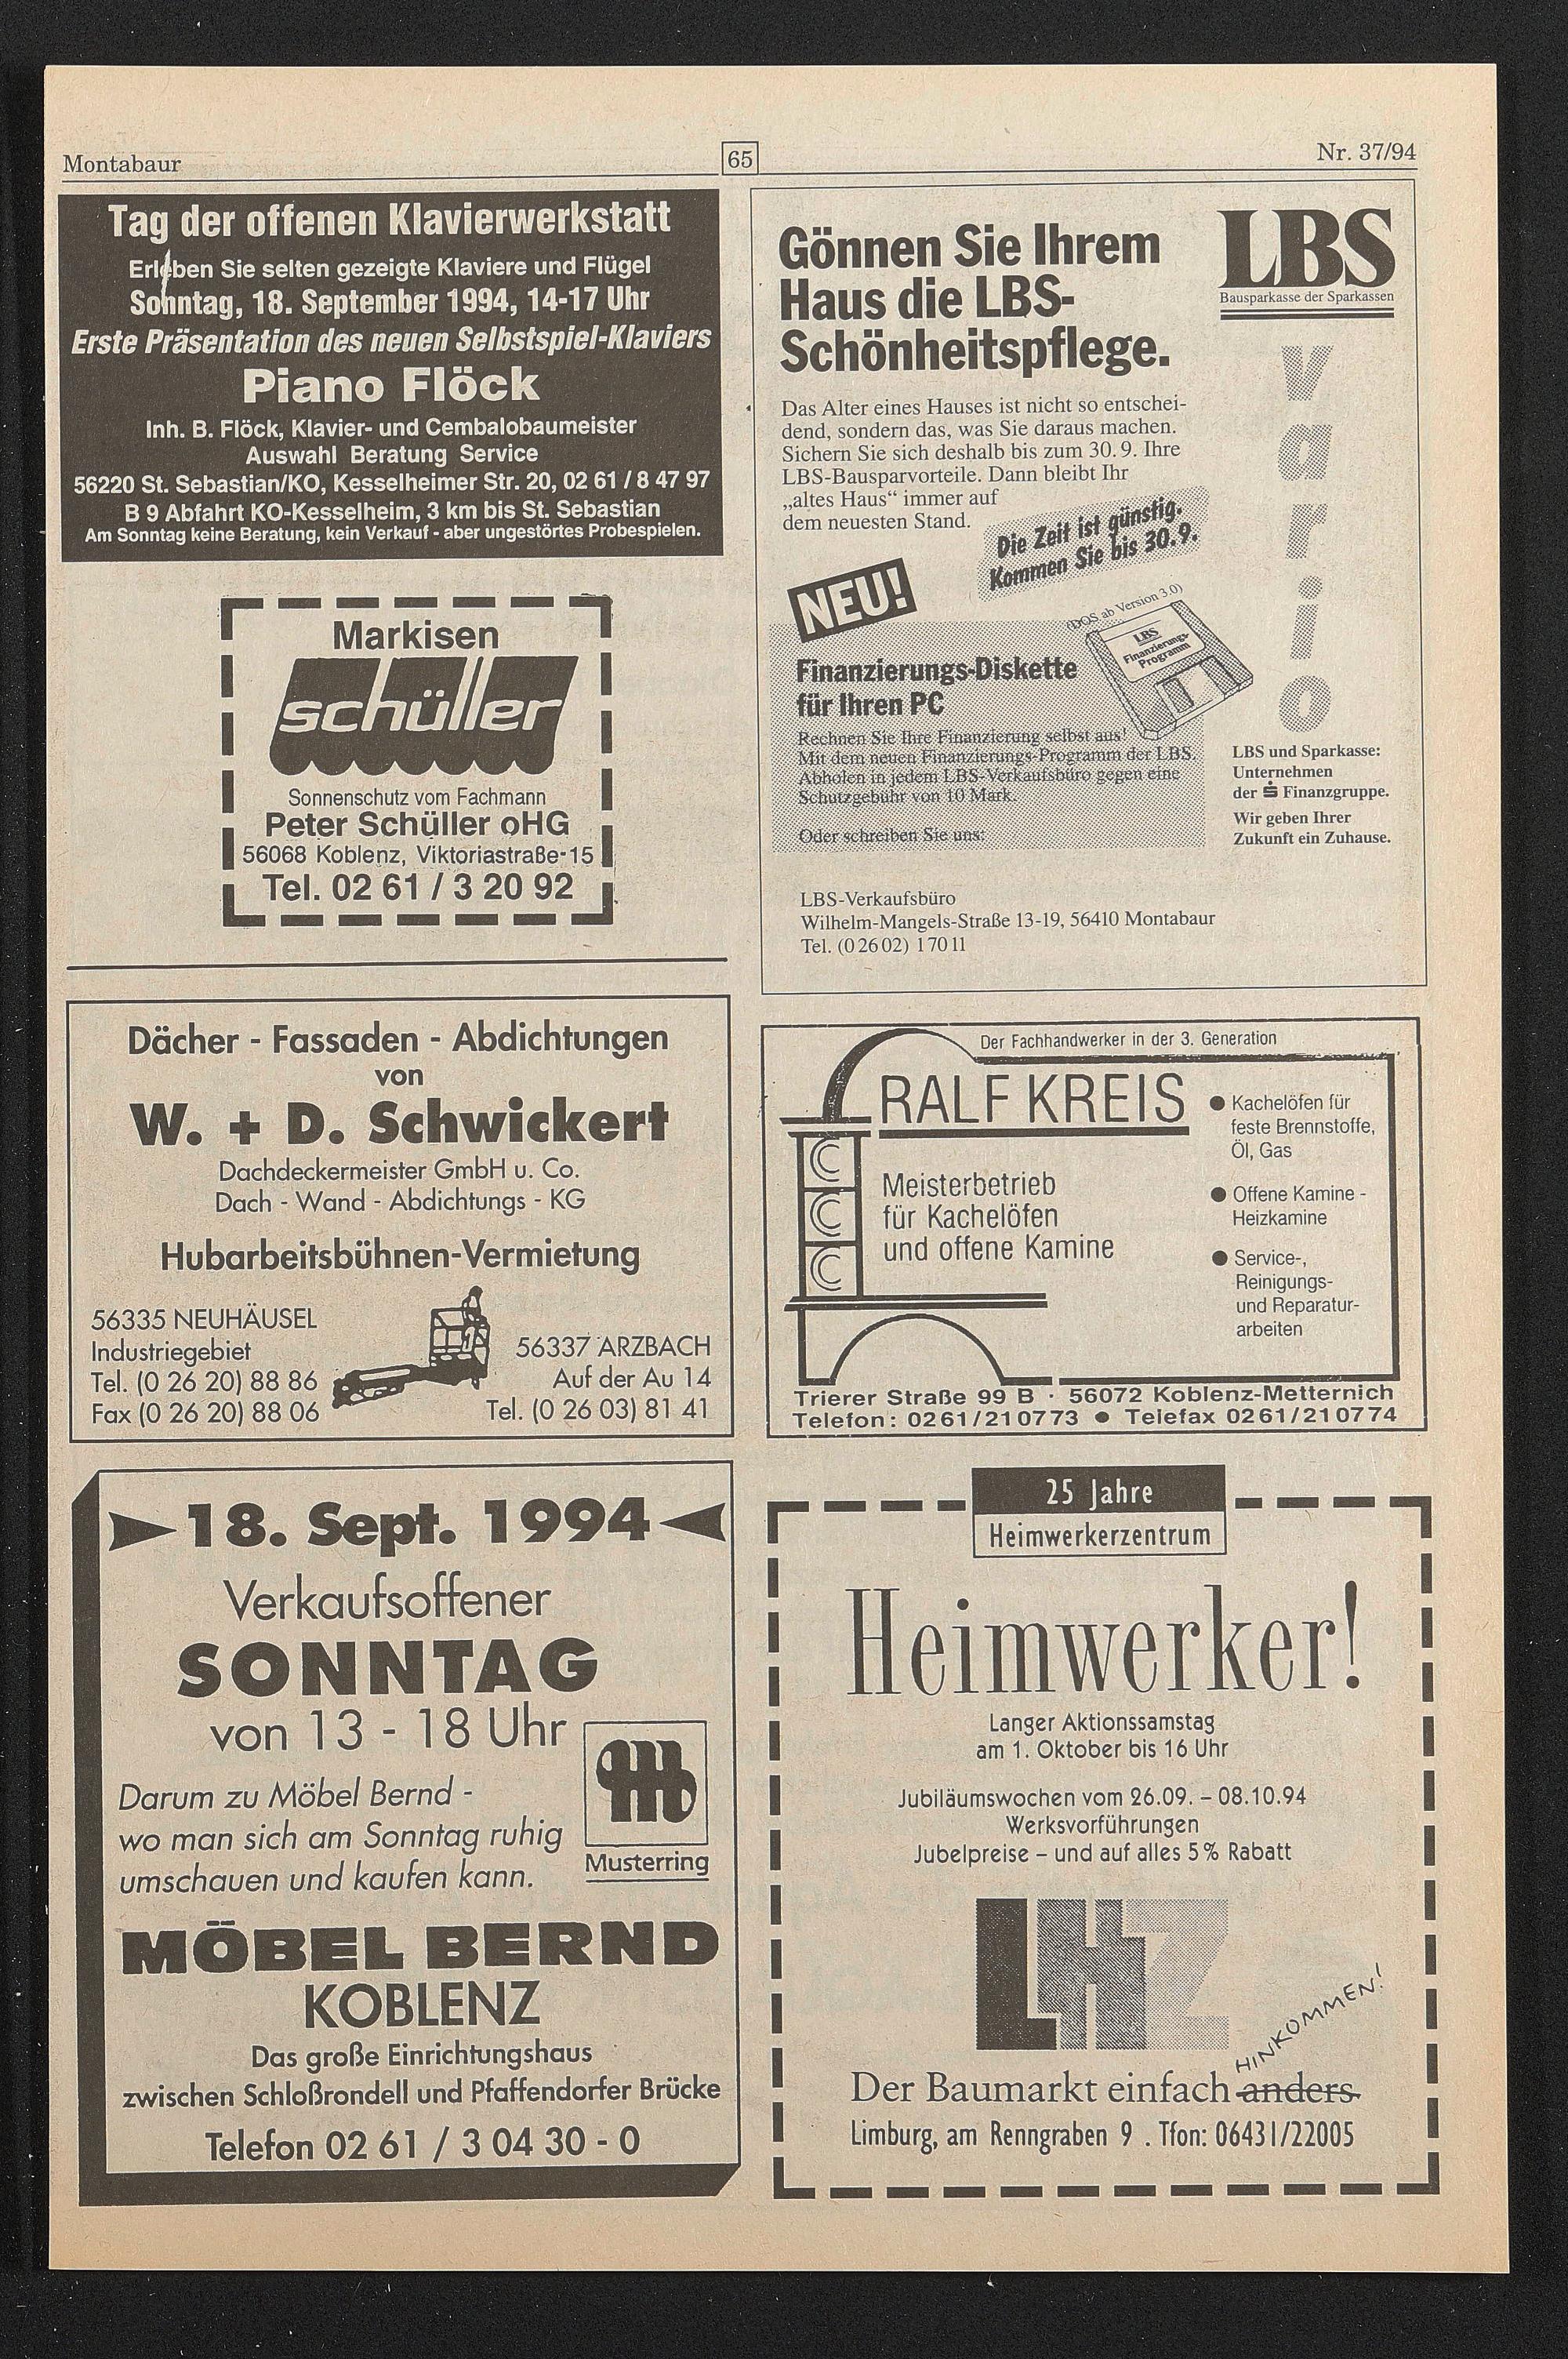 Montabaur
65
Nr. 37/94
Tag der offenen Klavierwerkstatt
Erleben Sie selten gezeigte Klaviere und Flügel
Sonntag, 18. September 1994, 14-17 Uhr
Erste Präsentation des neuen Selbstspiel-Klaviers
Piano Flöck
Inh. B. Flöck, Klavier- und Cembalobaumeister
Auswahl Beratung Service
56220 St. Sebastian/KO, Kesselheimer Str. 20, 02 61 / 8 47 97
B 9 Abfahrt KO-Kesselheim, 3 km bis St. Sebastian
Am Sonntag keine Beratung, kein Verkauf - aber ungestörtes Probespielen.
Markisen
schüller
Sonnenschutz vom Fachmann
Peter Schüller oHG
56068 Koblenz, Viktoriastraße 15
Tel. 02 61 / 3 20 92
Gönnen Sie Ihrem
Haus die LBS-
Schönheitspflege.
LBS
Bausparkasse der Sparkassen
vario
Das Alter eines Hauses ist nicht so entschei-
dend, sondern das, was Sie daraus machen.
Sichern Sie sich deshalb bis zum 30. 9. Ihre
LBS-Bausparvorteile. Dann bleibt Ihr
„altes Haus“ immer auf
dem neuesten Stand.
Die Zeit ist günstig.
Kommen Sie bis 30.9.
NEU!
(DOS ab Version 3.0)
LBS
Finanzierungs-
Programm
Finanzierungs-Diskette
für Ihren PC
Rechnen Sie Ihre Finanzierung selbst aus!
Mit dem neuen Finanzierungs-Programm der LBS.
Abholen in jedem LBS-Verkaufsbüro gegen eine
Schutzgebühr von 10 Mark.
Oder schreiben Sie uns:
LBS und Sparkasse:
Unternehmen
der S Finanzgruppe.
Wir geben Ihrer
Zukunft ein Zuhause.
LBS-Verkaufsbüro
Wilhelm-Mangels-Straße 13-19, 56410 Montabaur
Tel. (0 26 02) 1 70 11
Dächer - Fassaden - Abdichtungen
von
W. + D. Schwickert
Dachdeckermeister GmbH u. Co.
Dach - Wand - Abdichtungs - KG
Hubarbeitsbühnen-Vermietung
56335 NEUHÄUSEL
Industriegebiet
Tel. (0 26 20) 88 86
Fax (0 26 20) 88 06
56337 ARZBACH
Auf der Au 14
Tel. (0 26 03) 81 41
Der Fachhandwerker in der 3. Generation
RALF KREIS
Meisterbetrieb
für Kachelöfen
und offene Kamine
● Kachelöfen für
feste Brennstoffe,
Öl, Gas
● Offene Kamine -
Heizkamine
● Service-,
Reinigungs-
und Reparatur-
arbeiten
Trierer Straße 99 B · 56072 Koblenz-Metternich
Telefon: 0261/210773 ● Telefax 0261/210774
18. Sept. 1994
Verkaufsoffener
SONNTAG
von 13 - 18 Uhr
Darum zu Möbel Bernd -
wo man sich am Sonntag ruhig
umschauen und kaufen kann.
Musterring
MÖBEL BERND
KOBLENZ
Das große Einrichtungshaus
zwischen Schloßrondell und Pfaffendorfer Brücke
Telefon 02 61 / 3 04 30 - 0
25 Jahre
Heimwerkerzentrum
Heimwerker!
Langer Aktionssamstag
am 1. Oktober bis 16 Uhr
Jubiläumswochen vom 26.09. – 08.10.94
Werksvorführungen
Jubelpreise – und auf alles 5 % Rabatt
LHZ
HINKOMMEN!
Der Baumarkt einfach anders
Limburg, am Renngraben 9 . Tfon: 06431/22005